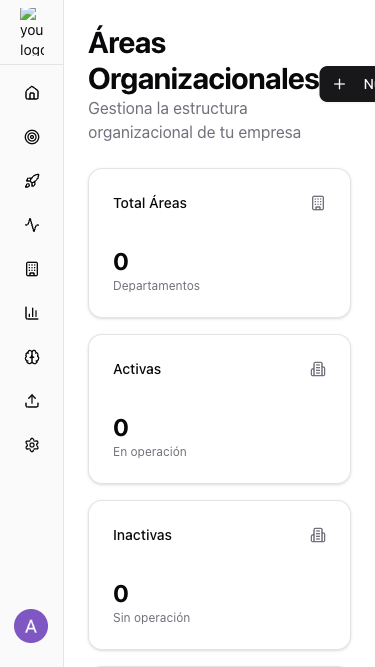 you
logo
Áreas
Organizacionales
N
Gestiona la estructura
organizacional de tu empresa
Total Áreas
0
Departamentos
Activas
0
En operación
Inactivas
0
Sin operación
A